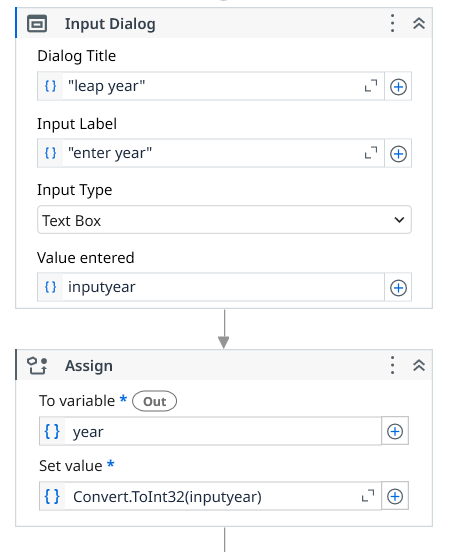 Input Dialog
Dialog Title
"leap year"
Input Label
"enter year"
Input Type
Text Box
Value entered
inputyear
Assign
To variable * Out
year
Set value *
Convert.ToInt32(inputyear)